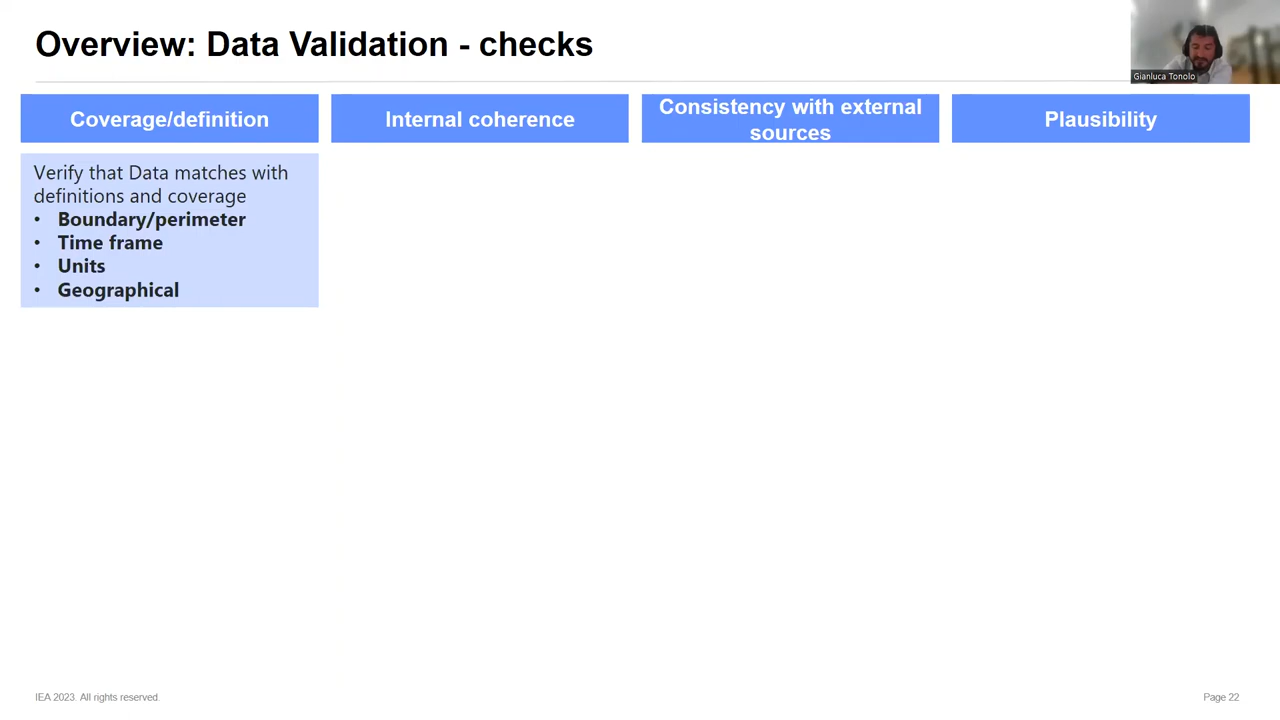 Overview: Data Validation - checks
Gianluca Tonolo
Coverage/definition
Internal coherence
Consistency with external
sources
Plausibility
Verify that Data matches with
definitions and coverage
• Boundary/perimeter
• Time frame
• Units
• Geographical
IEA 2023. All rights reserved.
Page 22